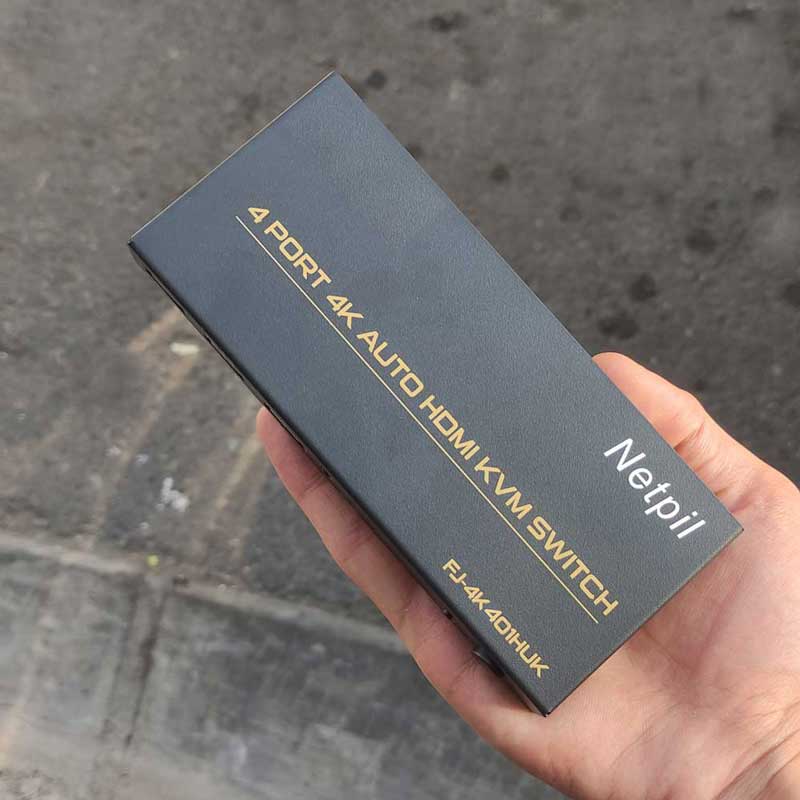 4 PORT 4K AUTO HDMI KVM SWITCH
Netpil
FJ-4K401HUK